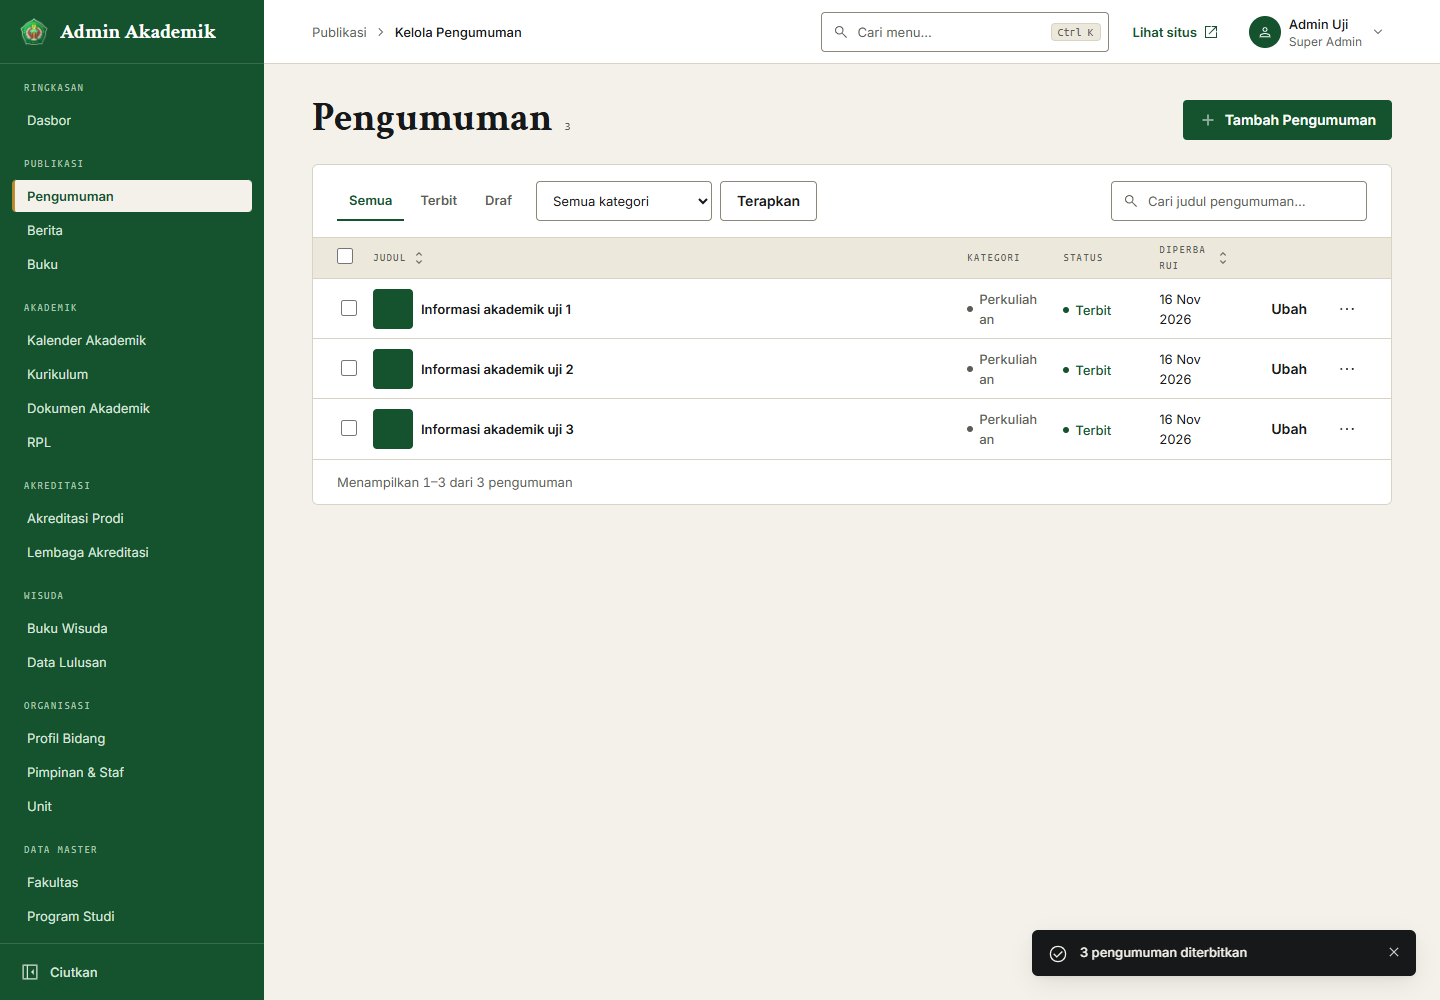 Admin Akademik
Publikasi
Kelola Pengumuman
Cari menu...
Ctrl K
Lihat situs
Admin Uji
Super Admin
RINGKASAN
Dasbor
PUBLIKASI
Pengumuman
Berita
Buku
AKADEMIK
Kalender Akademik
Kurikulum
Dokumen Akademik
RPL
AKREDITASI
Akreditasi Prodi
Lembaga Akreditasi
WISUDA
Buku Wisuda
Data Lulusan
ORGANISASI
Profil Bidang
Pimpinan & Staf
Unit
DATA MASTER
Fakultas
Program Studi
Ciutkan
Pengumuman 3
+ Tambah Pengumuman
Semua
Terbit
Draf
Semua kategori
Terapkan
Cari judul pengumuman...
JUDUL
KATEGORI
STATUS
DIPERBA
RUI
Informasi akademik uji 1
Perkuliah
an
Terbit
16 Nov
2026
Ubah
...
Informasi akademik uji 2
Perkuliah
an
Terbit
16 Nov
2026
Ubah
...
Informasi akademik uji 3
Perkuliah
an
Terbit
16 Nov
2026
Ubah
...
Menampilkan 1–3 dari 3 pengumuman
3 pengumuman diterbitkan